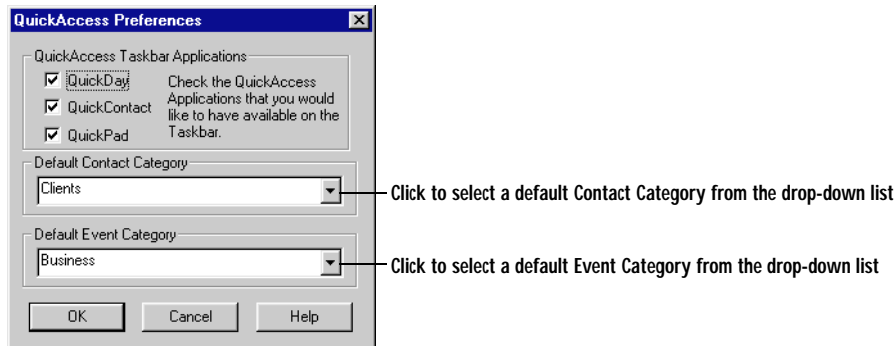 QuickAccess Preferences
QuickAccess Taskbar Applications
QuickDay
QuickContact
QuickPad
Check the QuickAccess
Applications that you would
like to have available on the
Taskbar.
Default Contact Category
Clients
Click to select a default Contact Category from the drop-down list
Default Event Category
Business
Click to select a default Event Category from the drop-down list
OK
Cancel
Help